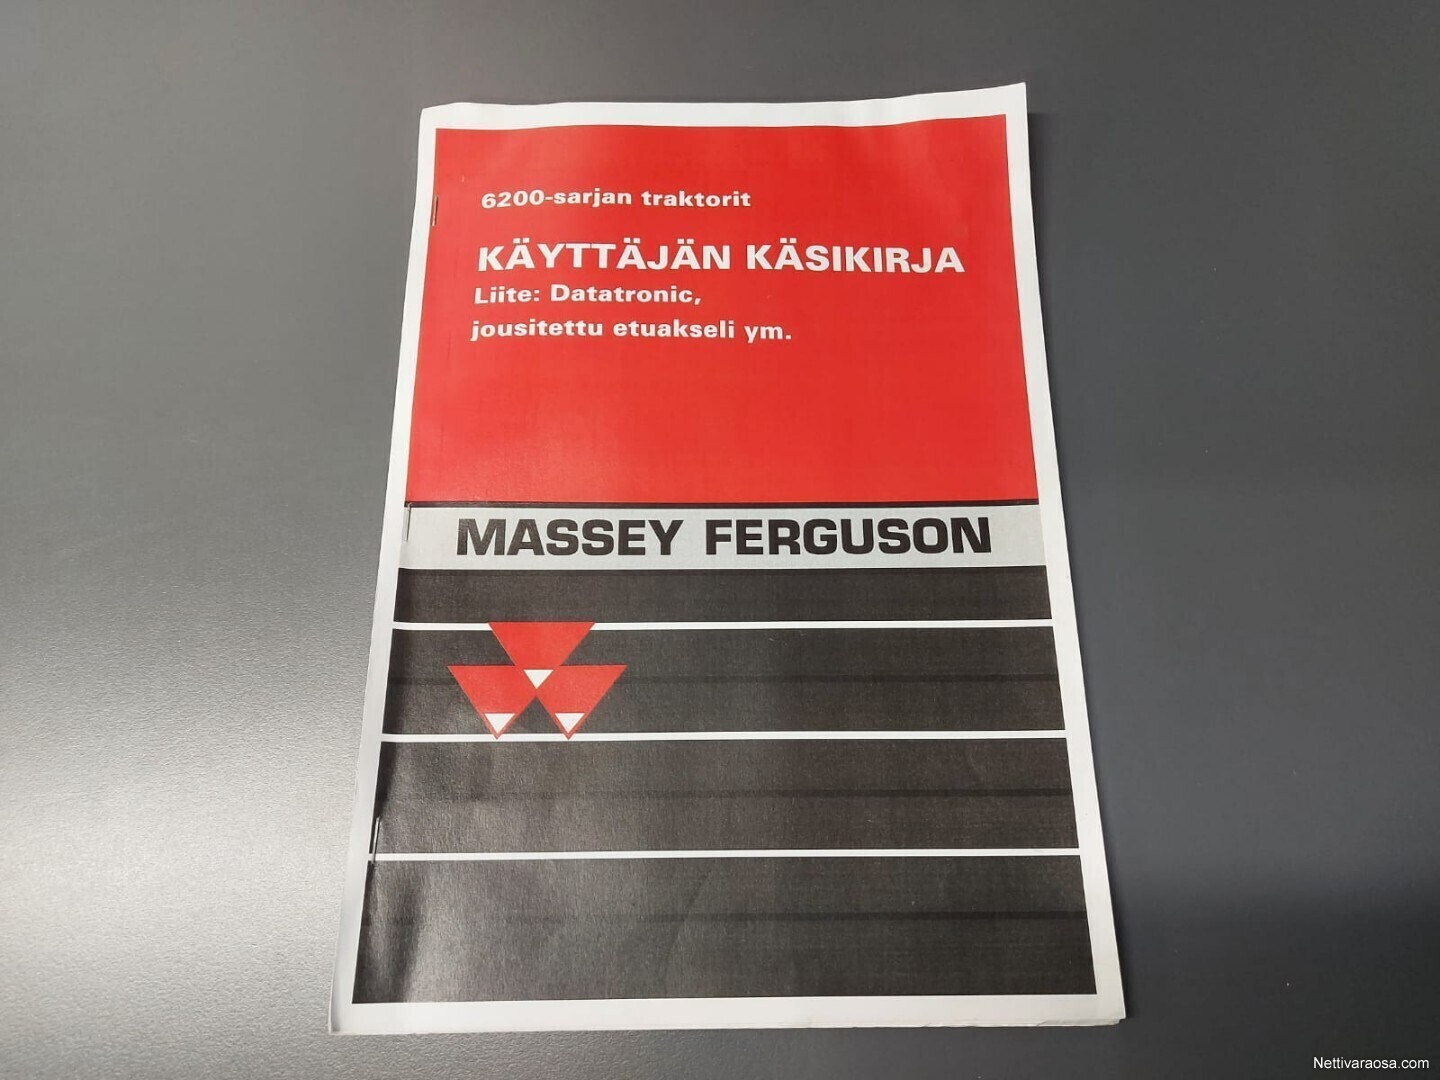 6200-sarjan traktorit
KÄYTTÄJÄN KÄSIKIRJA
Liite: Datatronic,
jousitettu etuakseli ym.
MASSEY FERGUSON
Nettivaraosa.com